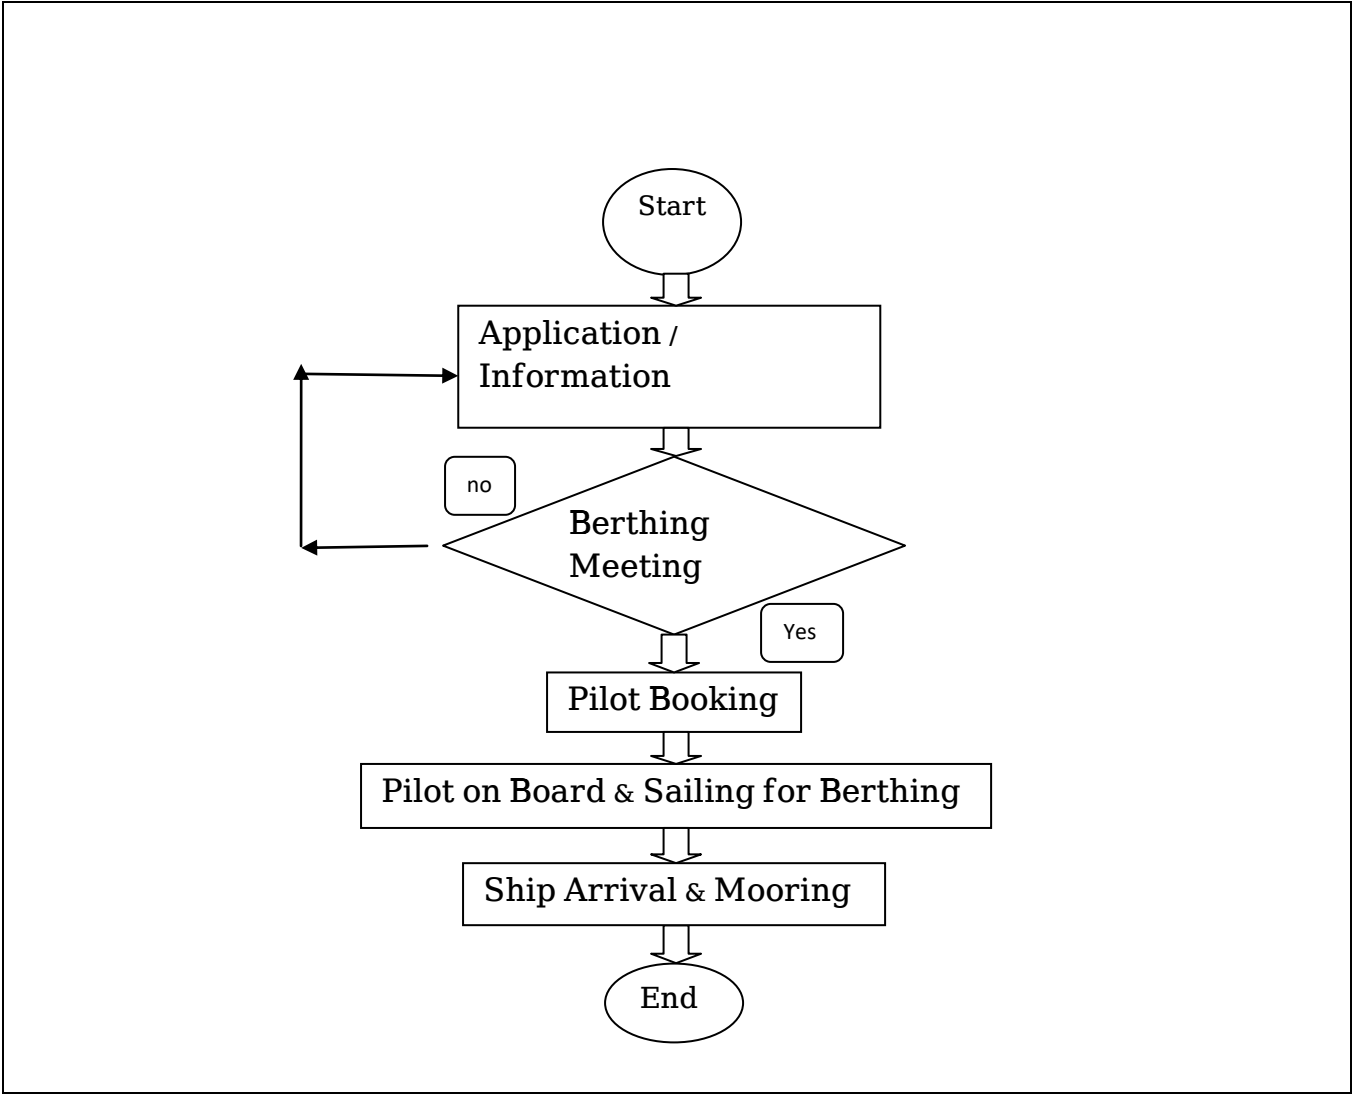 Start
Application /
Information
no
Berthing
Meeting
Yes
Pilot Booking
Pilot on Board & Sailing for Berthing
Ship Arrival & Mooring
End